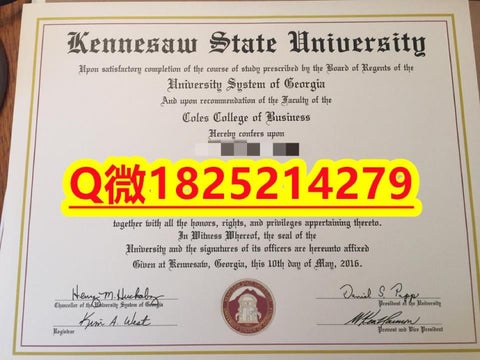 Kennesaw State University
Upon satisfactory completion of the course of study prescribed by the Board of Regents of the
University System of Georgia
And upon recommendation of the Faculty of the
Coles College of Business
Hereby confers upon
Q微1825214279
together with all the honors, rights, and privileges appertaining thereto.
In Witness Whereof, the seal of the
University and the signatures of its officers are hereunto affixed
Given at Kennesaw, Georgia, this 10th day of May, 2016.
Chancellor of the University System of Georgia
President of the University
Kim A. West
Registrar
Provost and Vice President